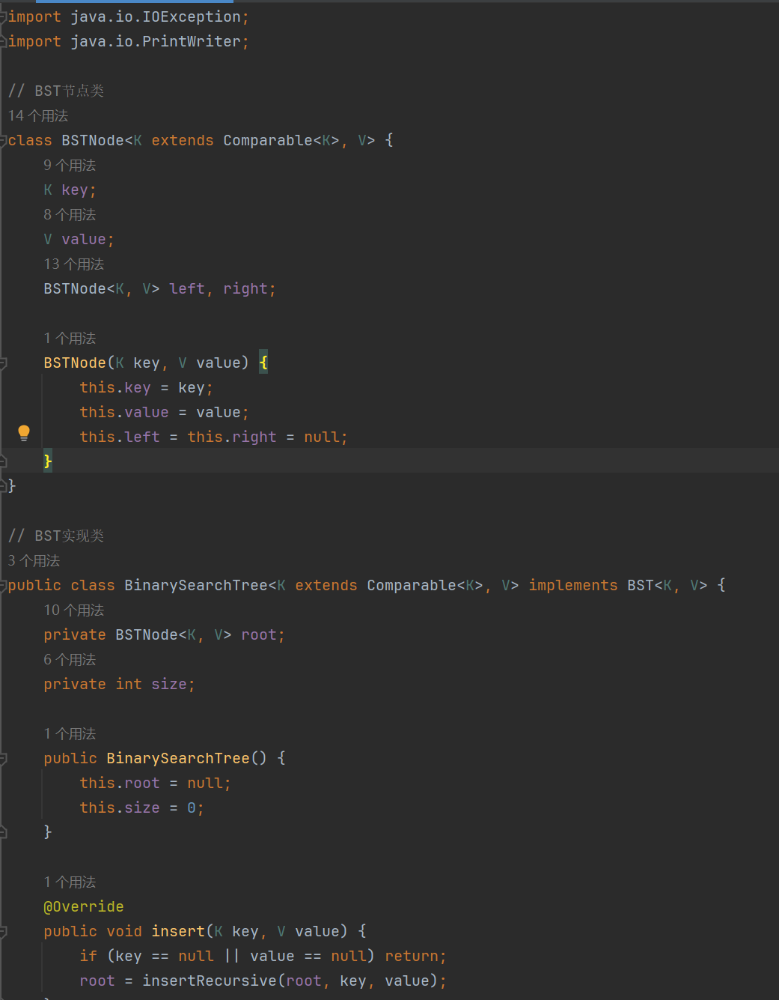 import java.io.IOException;
import java.io.PrintWriter;
// BST节点类
14 个用法
class BSTNode<K extends Comparable<K>, V> {
9 个用法
K key;
8 个用法
V value;
13 个用法
BSTNode<K, V> left, right;
1 个用法
BSTNode(K key, V value) {
this.key = key;
this.value = value;
this.left = this.right = null;
}
}
// BST实现类
3 个用法
public class BinarySearchTree<K extends Comparable<K>, V> implements BST<K, V> {
10 个用法
private BSTNode<K, V> root;
6 个用法
private int size;
1 个用法
public BinarySearchTree() {
this.root = null;
this.size = 0;
}
1 个用法
@Override
public void insert(K key, V value) {
if (key == null || value == null) return;
root = insertRecursive(root, key, value);